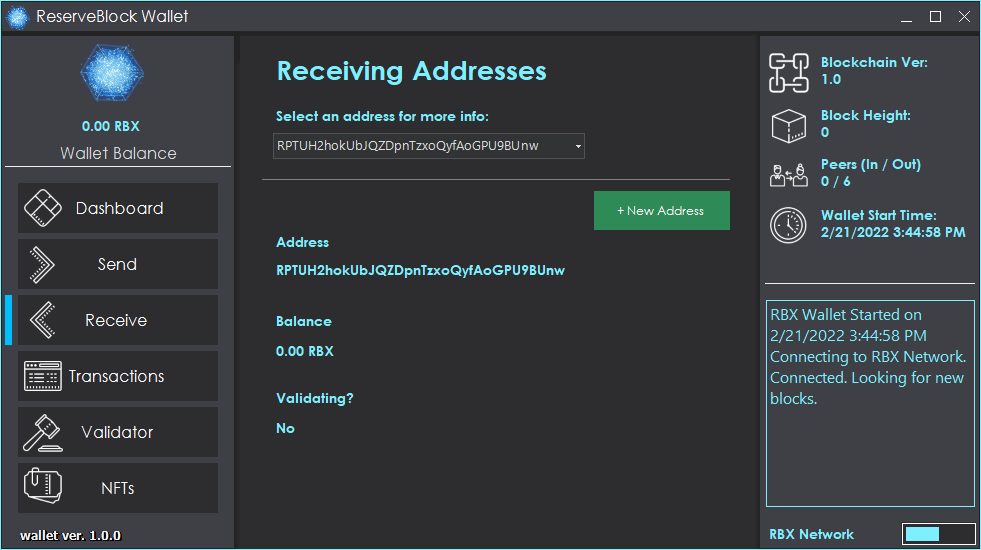 ReserveBlock Wallet
0.00 RBX
Wallet Balance
Dashboard
Send
Receive
Transactions
Validator
NFTs
wallet ver. 1.0.0
Receiving Addresses
Select an address for more info:
RPTUH2hokUbJQZDpnTzxoQyfAoGPU9BUnw
+ New Address
Address
RPTUH2hokUbJQZDpnTzxoQyfAoGPU9BUnw
Balance
0.00 RBX
Validating?
No
Blockchain Ver:
1.0
Block Height:
0
Peers (In / Out)
0 / 6
Wallet Start Time:
2/21/2022 3:44:58 PM
RBX Wallet Started on
2/21/2022 3:44:58 PM
Connecting to RBX Network.
Connected. Looking for new
blocks.
RBX Network